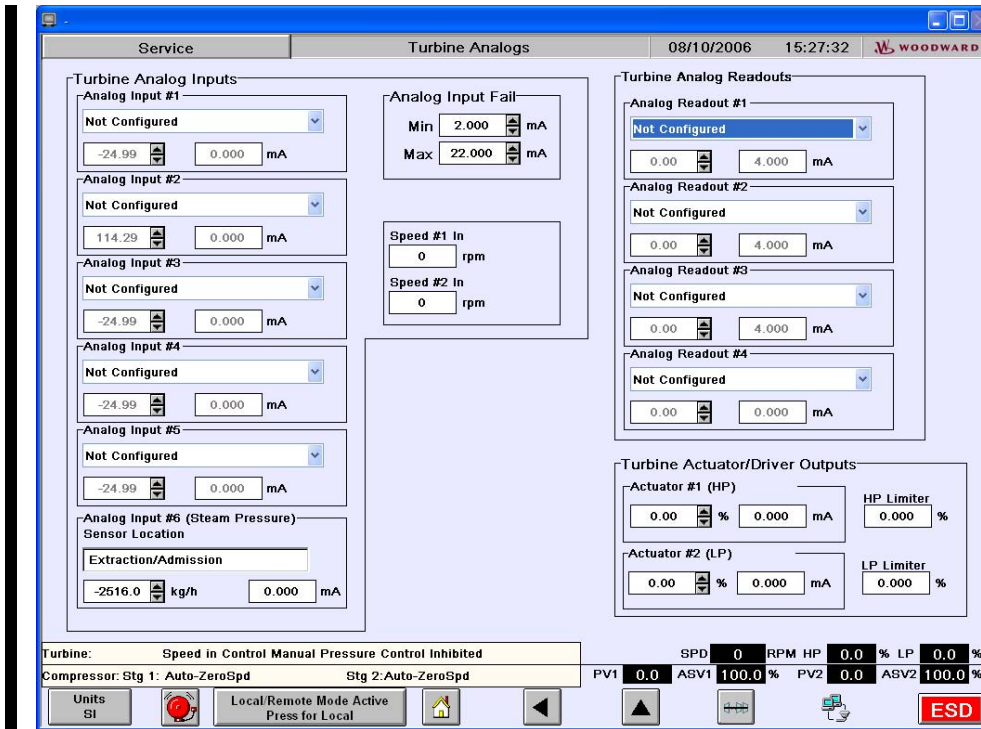 Service
Turbine Analogs
08/10/2006 15:27:32
WOODWARD
Turbine Analog Inputs
Analog Input #1
Not Configured
-24.99 0.000 mA
Analog Input #2
Not Configured
114.29 0.000 mA
Analog Input #3
Not Configured
-24.99 0.000 mA
Analog Input #4
Not Configured
-24.99 0.000 mA
Analog Input #5
Not Configured
-24.99 0.000 mA
Analog Input #6 (Steam Pressure)
Sensor Location
Extraction/Admission
-2516.0 kg/h 0.000 mA
Analog Input Fail
Min 2.000 mA
Max 22.000 mA
Speed #1 In
0 rpm
Speed #2 In
0 rpm
Turbine Analog Readouts
Analog Readout #1
Not Configured
0.00 4.000 mA
Analog Readout #2
Not Configured
0.00 4.000 mA
Analog Readout #3
Not Configured
0.00 4.000 mA
Analog Readout #4
Not Configured
0.00 0.000 mA
Turbine Actuator/Driver Outputs
Actuator #1 (HP)
0.00 % 0.000 mA
HP Limiter
0.000 %
Actuator #2 (LP)
0.00 % 0.000 mA
LP Limiter
0.000 %
Turbine: Speed in Control Manual Pressure Control Inhibited
SPD 0 RPM HP 0.0 % LP 0.0 %
Compressor: Stg 1: Auto-ZeroSpd Stg 2:Auto-ZeroSpd
PV1 0.0 ASV1 100.0 % PV2 0.0 ASV2 100.0 %
Units
SI
Local/Remote Mode Active
Press for Local
ESD